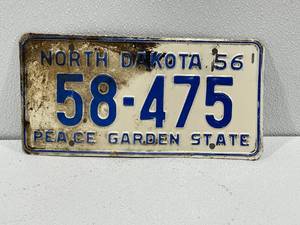 NORTH DAKOTA 56
58-475
PEACE GARDEN STATE